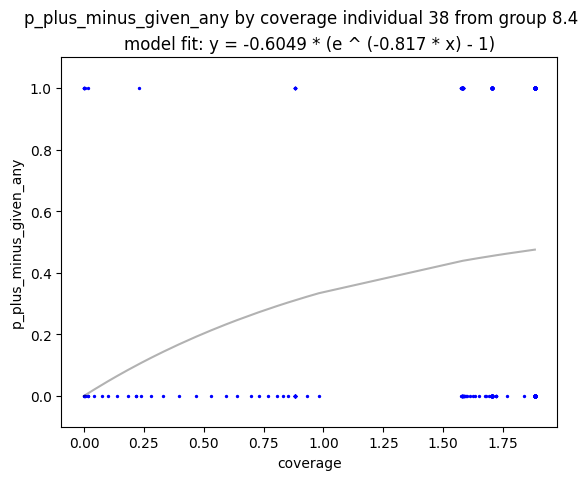 p_plus_minus_given_any by coverage individual 38 from group 8.4
model fit: y = -0.6049 * (e ^ (-0.817 * x) - 1)
1.0
0.8
0.6
0.4
0.2
0.0
p_plus_minus_given_any
0.00 0.25 0.50 0.75 1.00 1.25 1.50 1.75
coverage